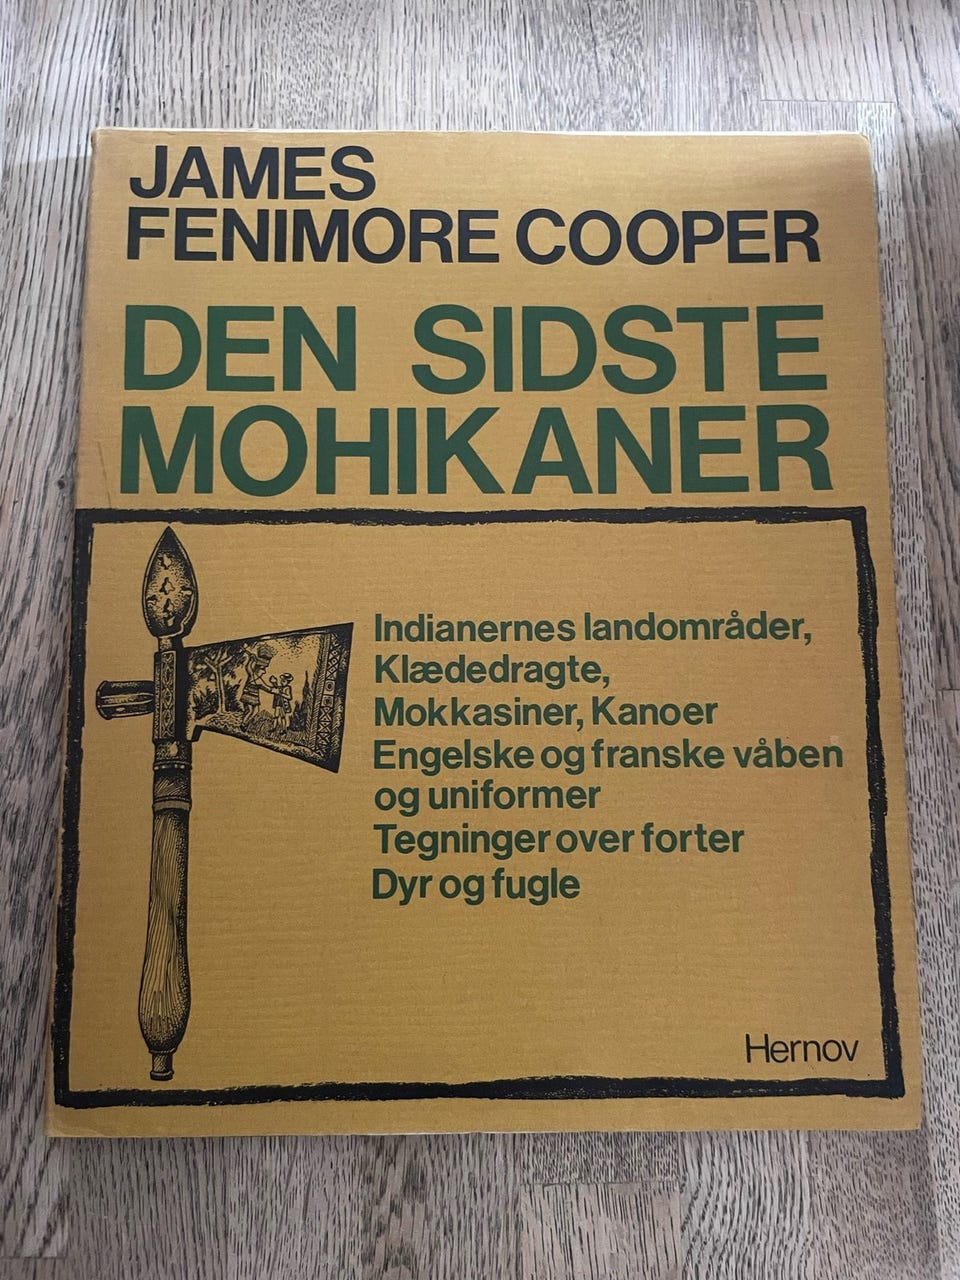 JAMES
FENIMORE COOPER
DEN SIDSTE
MOHIKANER
Indianernes landområder,
Klædedragte,
Mokkasiner, Kanoer
Engelske og franske våben
og uniformer
Tegninger over forter
Dyr og fugle
Hernov